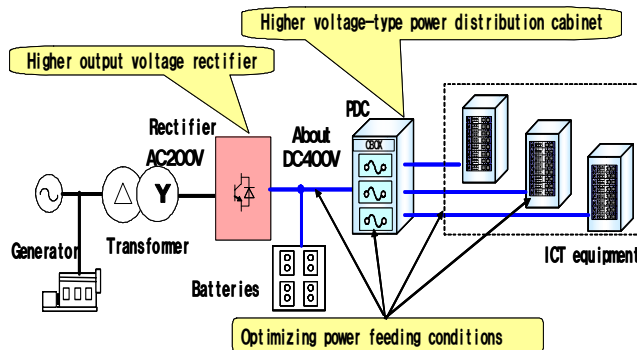 Higher voltage-type power distribution cabinet
Higher output voltage rectifier
PDC
Rectifier
AC200V
About
DC400V
CBOX
Y
Generator
Transformer
Batteries
ICT equipment
Optimizing power feeding conditions